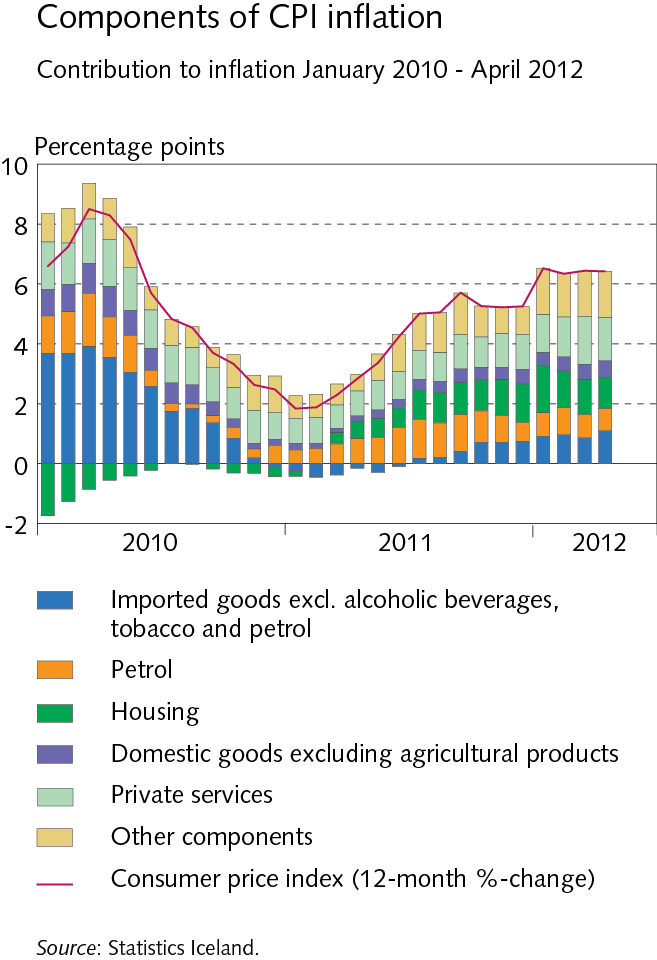 Components of CPI inflation
Contribution to inflation January 2010 - April 2012
Percentage points
10
8
6
4
2
0
-2
2010 2011 2012
Imported goods excl. alcoholic beverages,
tobacco and petrol
Petrol
Housing
Domestic goods excluding agricultural products
Private services
Other components
Consumer price index (12-month %-change)
Source: Statistics Iceland.